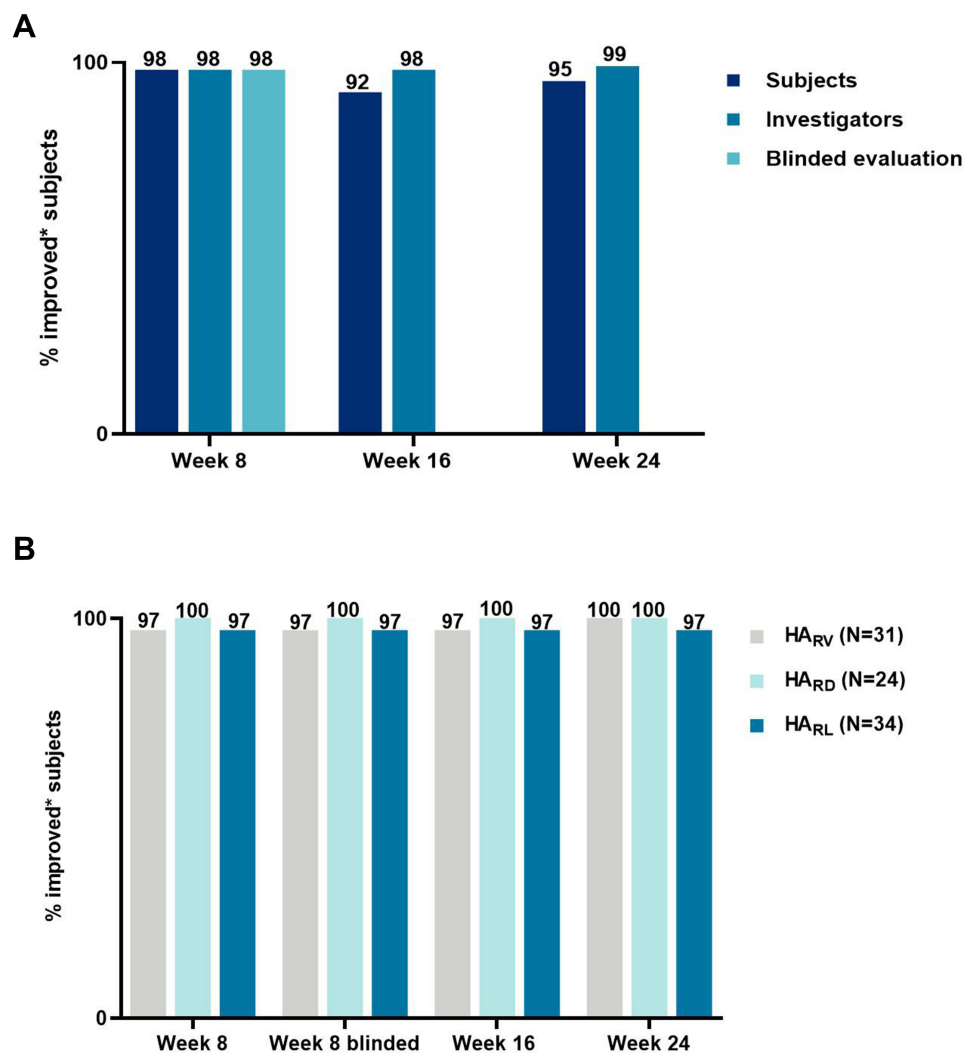 A
98 98 98
92 98
95 99
100
0
% improved* subjects
Week 8 Week 16 Week 24
Subjects
Investigators
Blinded evaluation
B
97 100 97
97 100 97
97 100 97
100 100 97
100
0
% improved* subjects
Week 8 Week 8 blinded Week 16 Week 24
HARV (N=31)
HARD (N=24)
HARL (N=34)